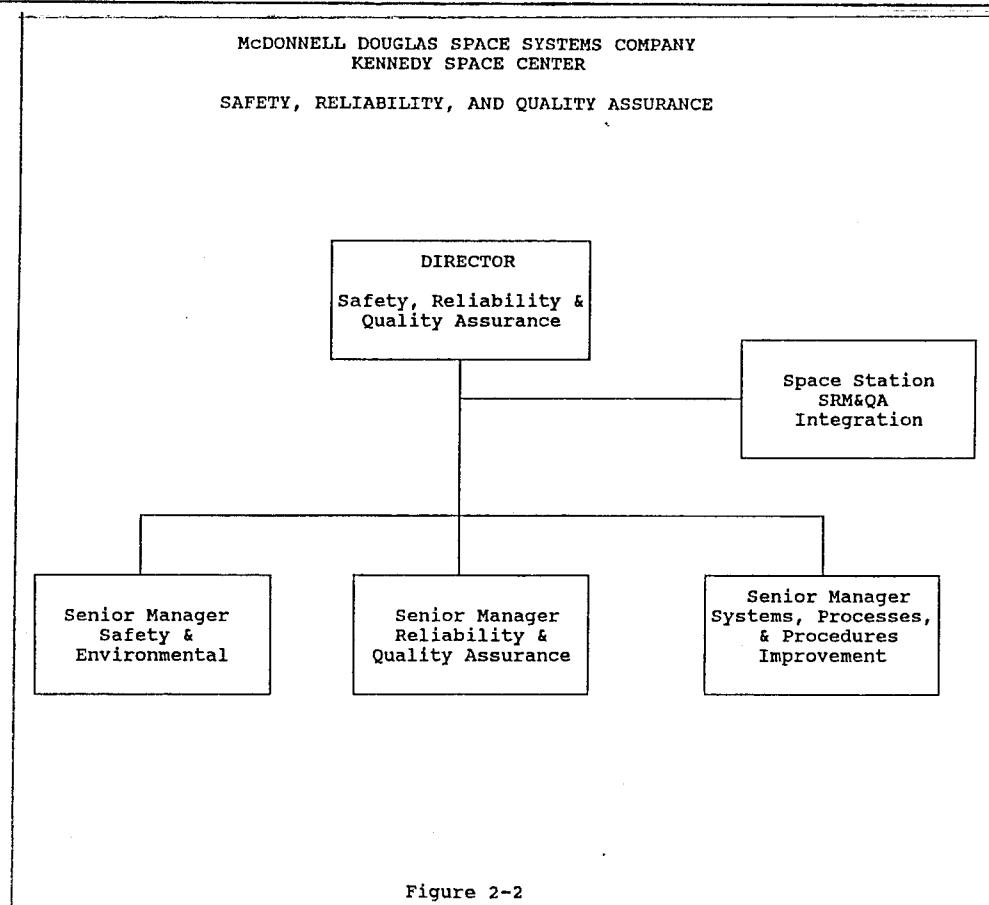 McDONNELL DOUGLAS SPACE SYSTEMS COMPANY
KENNEDY SPACE CENTER
SAFETY, RELIABILITY, AND QUALITY ASSURANCE
DIRECTOR
Safety, Reliability &
Quality Assurance
Space Station
SRM&QA
Integration
Senior Manager
Safety &
Environmental
Senior Manager
Reliability &
Quality Assurance
Senior Manager
Systems, Processes,
& Procedures
Improvement
Figure 2-2